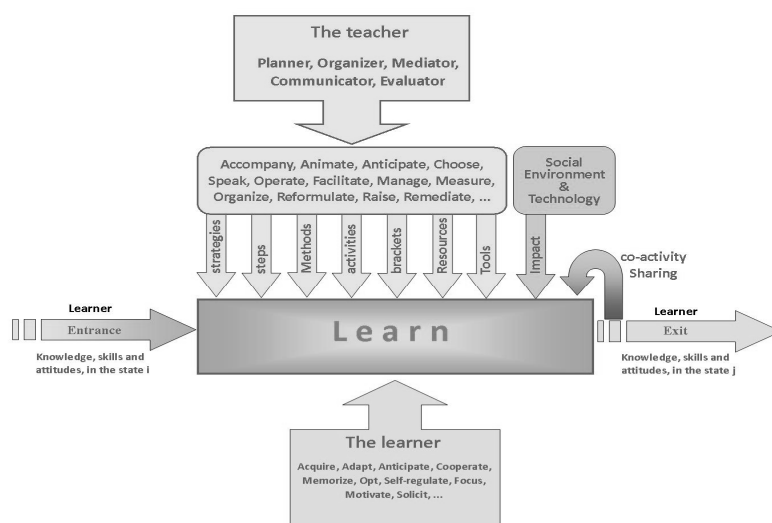 The teacher
Planner, Organizer, Mediator,
Communicator, Evaluator
Accompany, Animate, Anticipate, Choose,
Speak, Operate, Facilitate, Manage, Measure,
Organize, Reformulate, Raise, Remediate, ...
Social
Environment
&
Technology
strategies
steps
Methods
activities
brackets
Resources
Tools
Impact
co-activity
Sharing
Learner
Entrance
Knowledge, skills and
attitudes, in the state i
Learn
Learner
Exit
Knowledge, skills and
attitudes, in the state j
The learner
Acquire, Adapt, Anticipate, Cooperate,
Memorize, Opt, Self-regulate, Focus,
Motivate, Solicit, ...